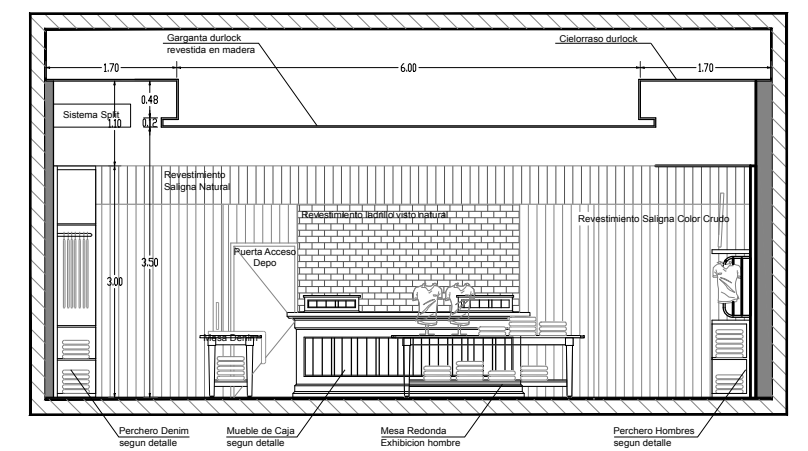 Garganta durlock
revestida en madera
Cielorraso durlock
1.70
6.00
1.70
0.48
Sistema Split
1.10
0.12
Revestimiento
Saligna Natural
Revestimiento ladrillo visto natural
Revestimiento Saligna Color Crudo
Puerta Acceso
Depo
3.50
3.00
Mesa Denim
Perchero Denim
segun detalle
Mueble de Caja
segun detalle
Mesa Redonda
Exhibicion hombre
Perchero Hombres
segun detalle